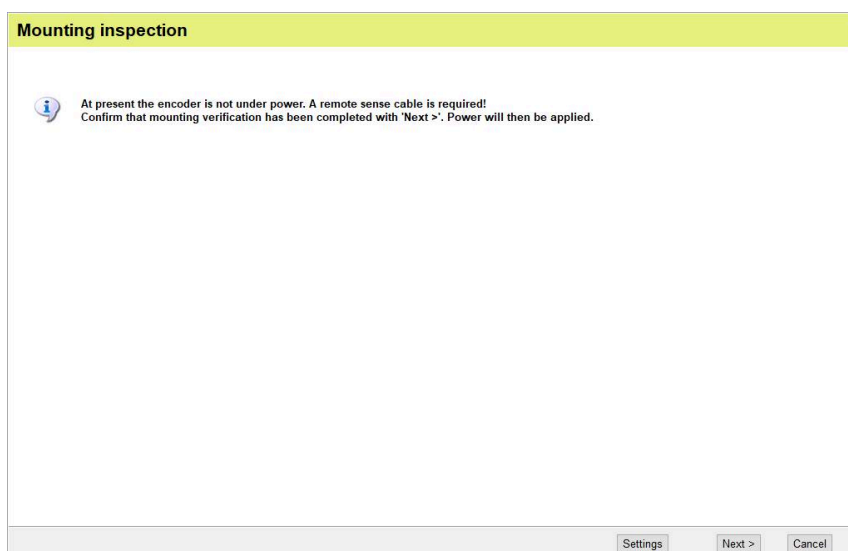 Mounting inspection
At present the encoder is not under power. A remote sense cable is required!
Confirm that mounting verification has been completed with 'Next >'. Power will then be applied.
Settings Next > Cancel